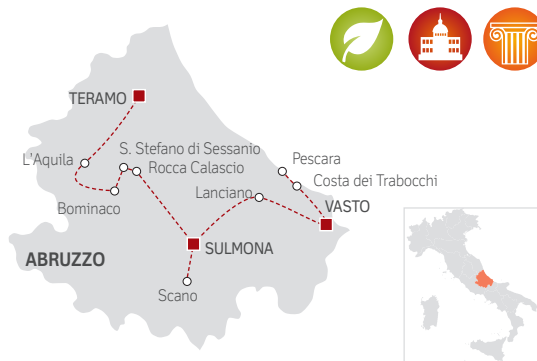 TERAMO
S. Stefano di Sessanio
L'Aquila
Rocca Calascio
Pescara
Costa dei Trabocchi
Bominaco
Lanciano
VASTO
SULMONA
ABRUZZO
Scano